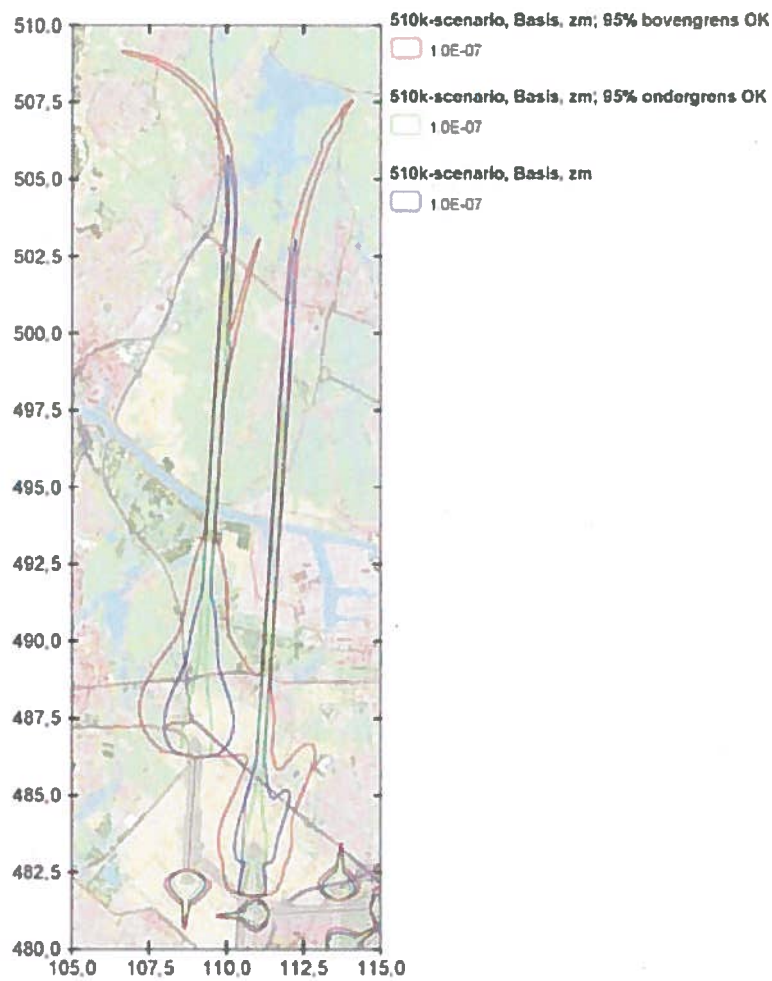 510k-scenario, Basis, zm; 95% bovengrens OK
1.0E-07
510k-scenario, Basis, zm; 95% ondergrens OK
1.0E-07
510k-scenario, Basis, zm
1.0E-07
510.0
507.5
505.0
502.5
500.0
497.5
495.0
492.5
490.0
487.5
485.0
482.5
480.0
105.0 107.5 110.0 112.5 115.0